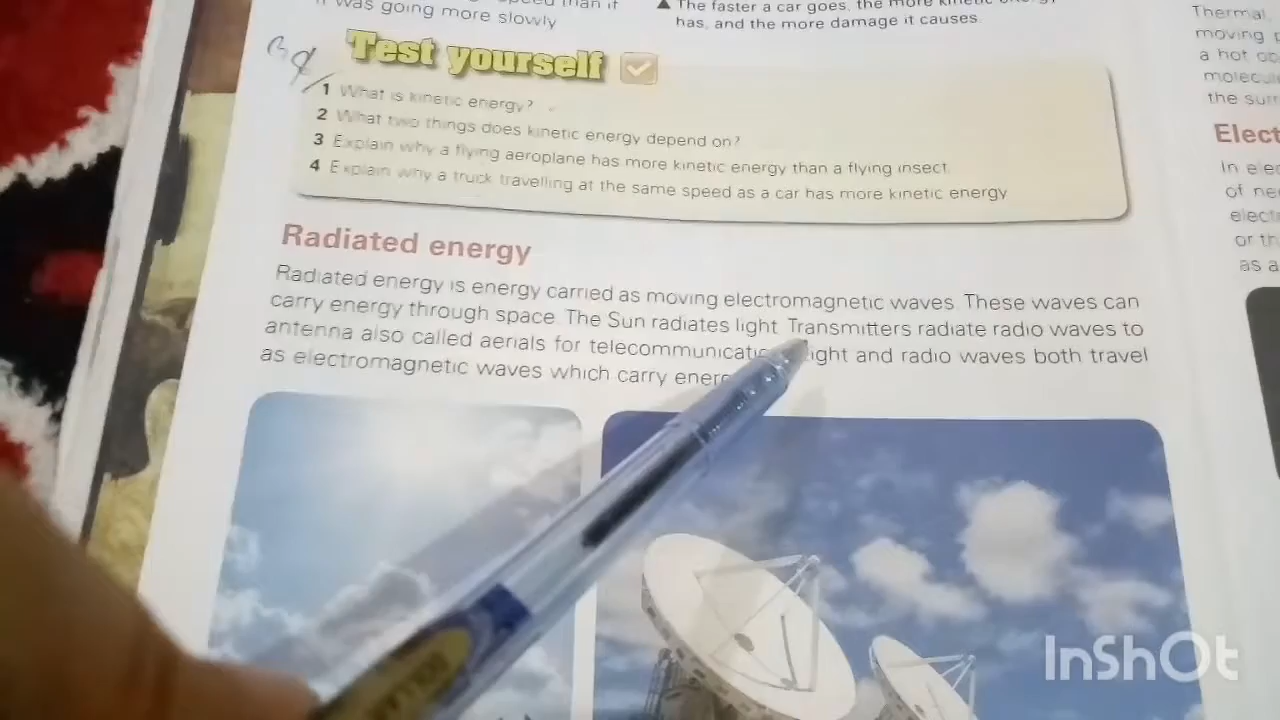 than it
was going more slowly
▲ The faster a car goes, the more kinetic
has, and the more damage it causes
Test yourself
1 What is kinetic energy?
2 What two things does kinetic energy depend on?
3 Explain why a flying aeroplane has more kinetic energy than a flying insect.
4 Explain why a truck travelling at the same speed as a car has more kinetic energy
Radiated energy
Radiated energy is energy carried as moving electromagnetic waves. These waves can
carry energy through space. The Sun radiates light. Transmitters radiate radio waves to
antenna also called aerials for telecommunicatio ight and radio waves both travel
as electromagnetic waves which carry ener
Thermal
moving
a hot
molecu
the sur
Elect
In elec
of ne
elect
or th
as a
InShOt